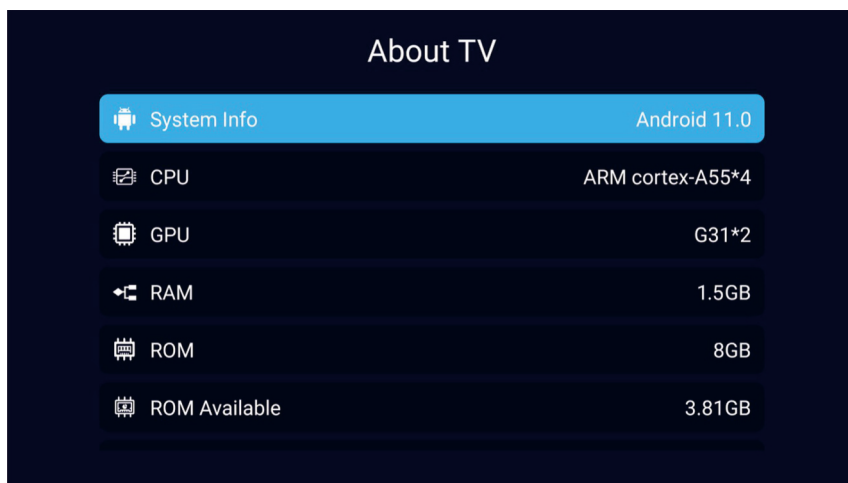 About TV
System Info Android 11.0
CPU ARM cortex-A55*4
GPU G31*2
RAM 1.5GB
ROM 8GB
ROM Available 3.81GB